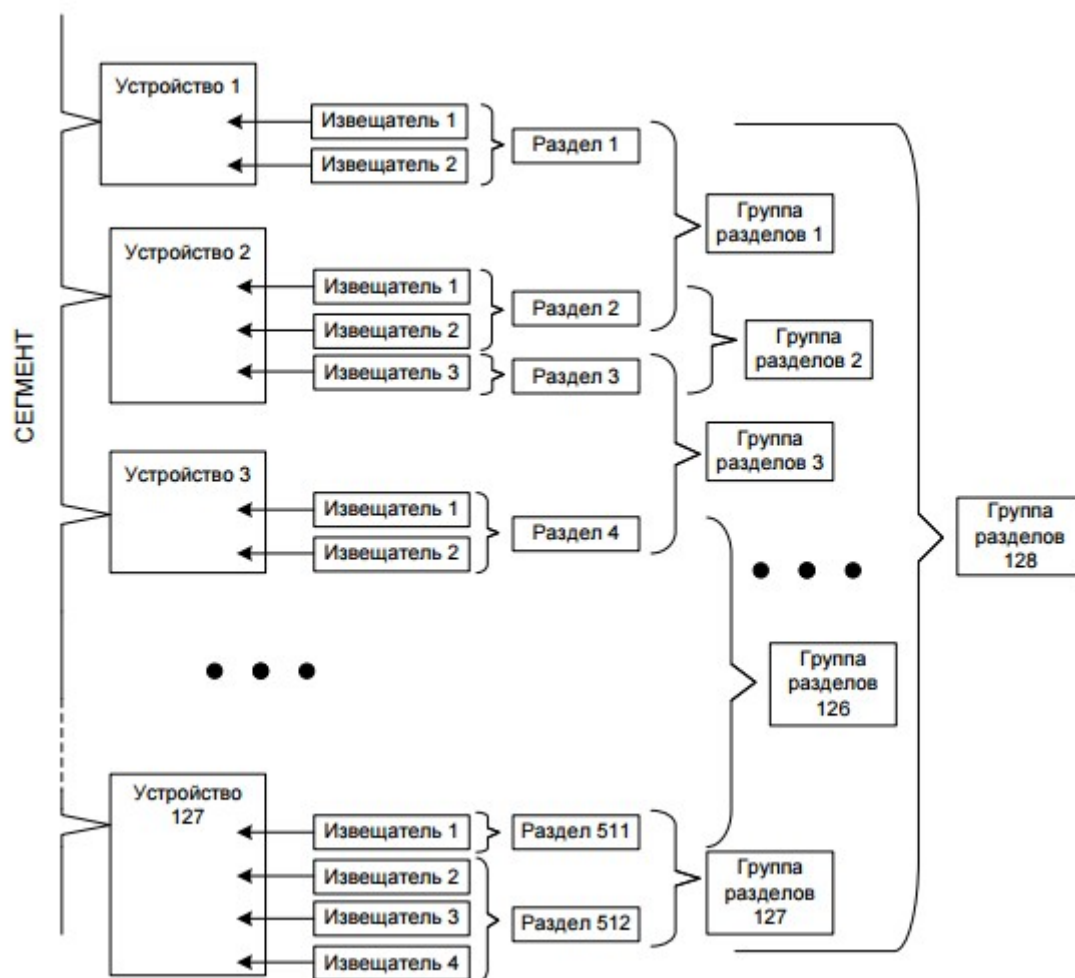 СЕГМЕНТ
Устройство 1
Извещатель 1
Извещатель 2
Раздел 1
Группа
разделов 1
Устройство 2
Извещатель 1
Извещатель 2
Извещатель 3
Раздел 2
Раздел 3
Группа
разделов 2
Устройство 3
Извещатель 1
Извещатель 2
Раздел 4
Группа
разделов 3
Группа
разделов
128
Группа
разделов
126
Устройство
127
Извещатель 1
Извещатель 2
Извещатель 3
Извещатель 4
Раздел 511
Раздел 512
Группа
разделов
127